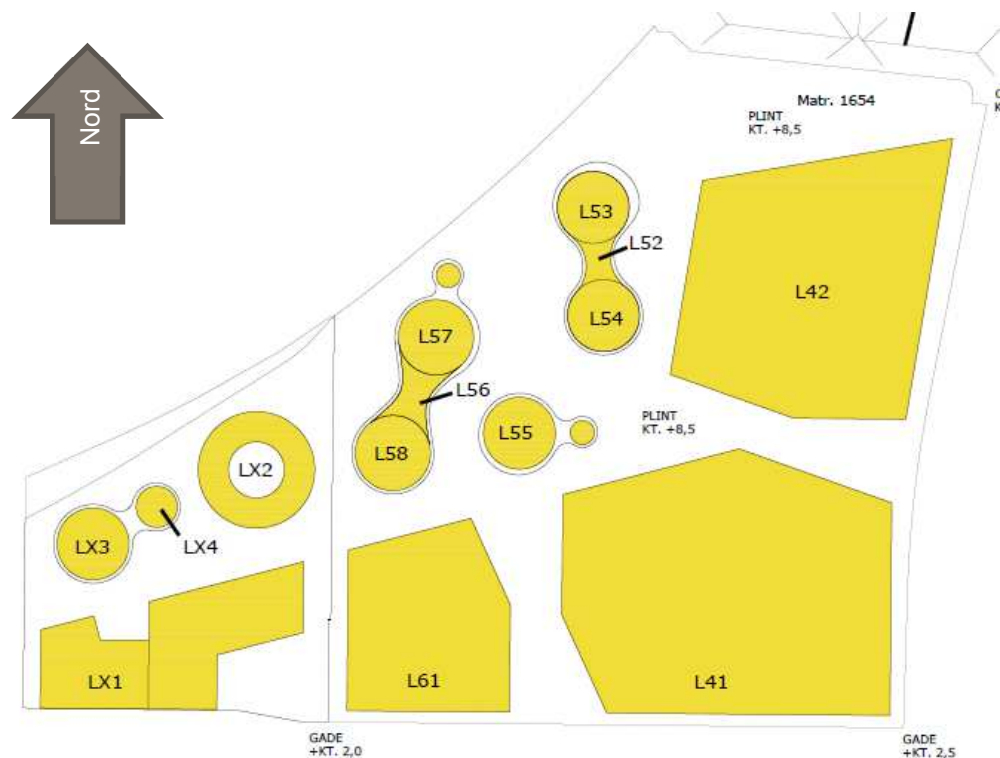 Nord
Matr. 1654
PLINT
KT. +8,5
L53
L52
L42
L54
L57
L56
PLINT
KT. +8,5
L55
L58
LX2
LX3
LX4
LX1
L61
L41
GADE
+KT. 2,0
GADE
+KT. 2,5